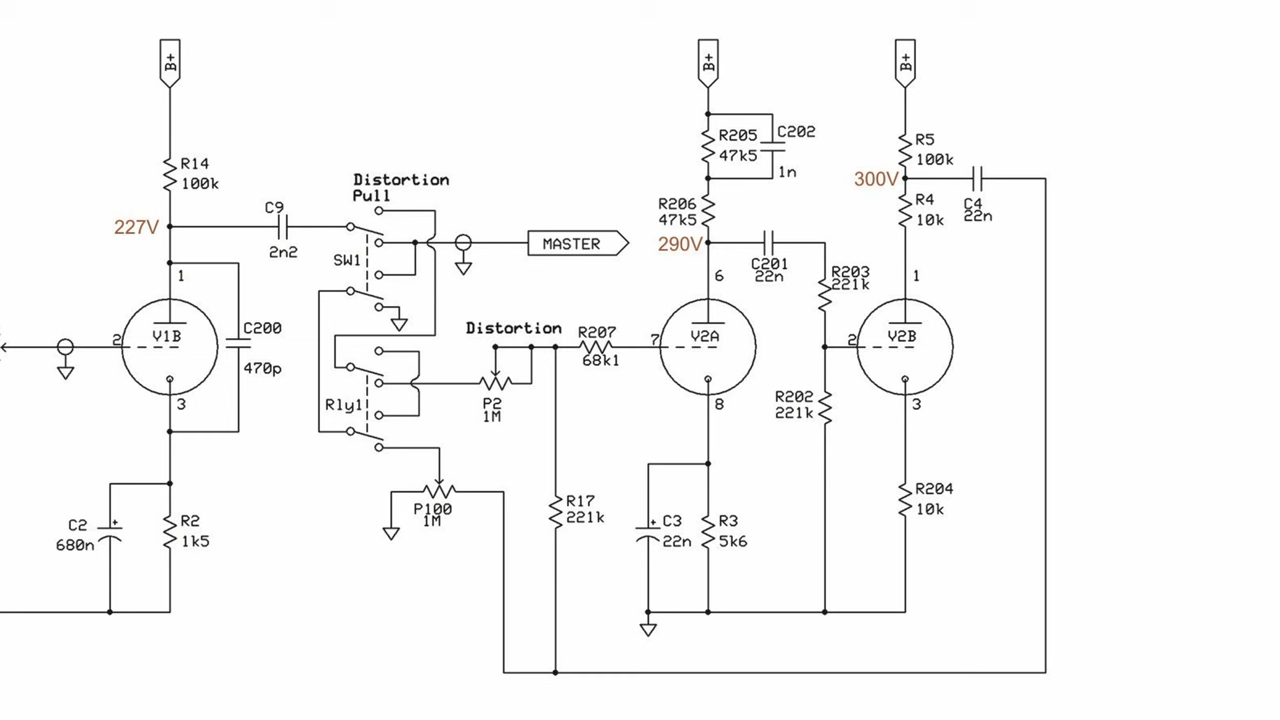 B+
B+
B+
R14
100k
227V
C9
2n2
1
2
V1B
3
C200
470p
C2
+
680n
R2
1k5
Distortion
Pull
SW1
MASTER
Distortion
Rly1
P2
1M
P100
1M
R207
68k1
R17
221k
R205
47k5
C202
1n
R206
47k5
290V
C201
22n
6
7
V2A
8
C3
+
22n
R3
5k6
R203
221k
R202
221k
R5
100k
300V
R4
10k
C4
22n
1
2
V2B
3
R204
10k